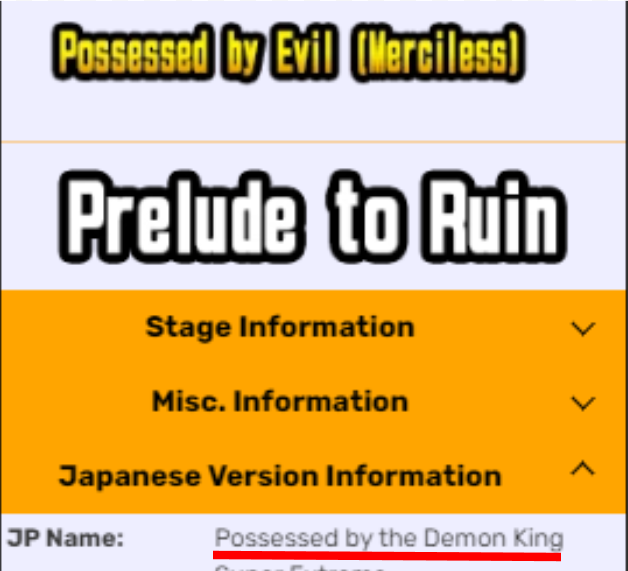 Possessed by Evil (Merciless)
Prelude to Ruin
Stage Information
Misc. Information
Japanese Version Information
JP Name: Possessed by the Demon King